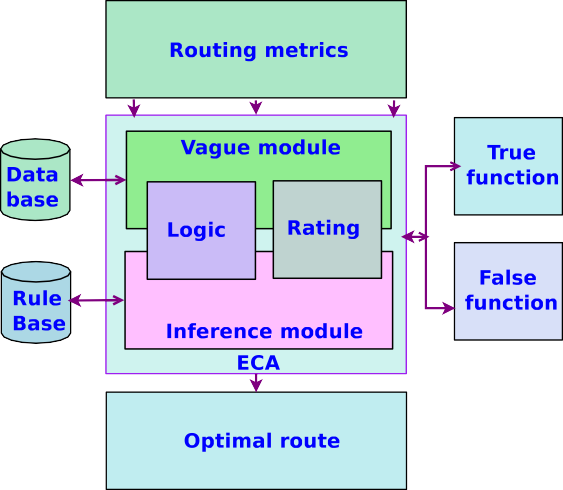 Routing metrics
Vague module
Data
base
Logic
Rating
True
function
Rule
Base
Inference module
False
function
ECA
Optimal route